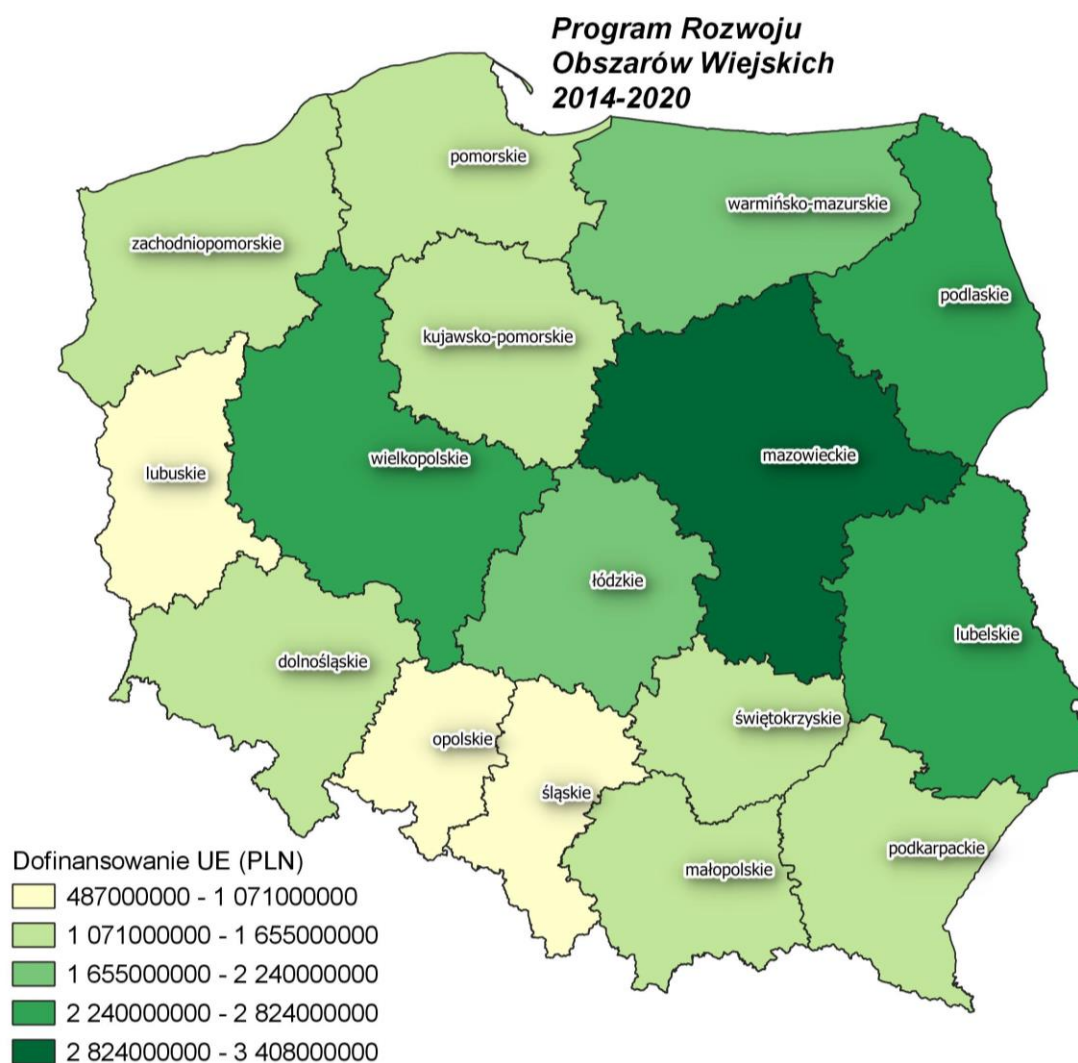 Program Rozwoju
Obszarów Wiejskich
2014-2020
pomorskie
warmińsko-mazurskie
zachodniopomorskie
podlaskie
kujawsko-pomorskie
mazowieckie
wielkopolskie
lubuskie
łódzkie
lubelskie
dolnośląskie
świętokrzyskie
opolskie
śląskie
podkarpackie
małopolskie
Dofinansowanie UE (PLN)
487000000 - 1 071000000
1 071000000 - 1 655000000
1 655000000 - 2 240000000
2 240000000 - 2 824000000
2 824000000 - 3 408000000